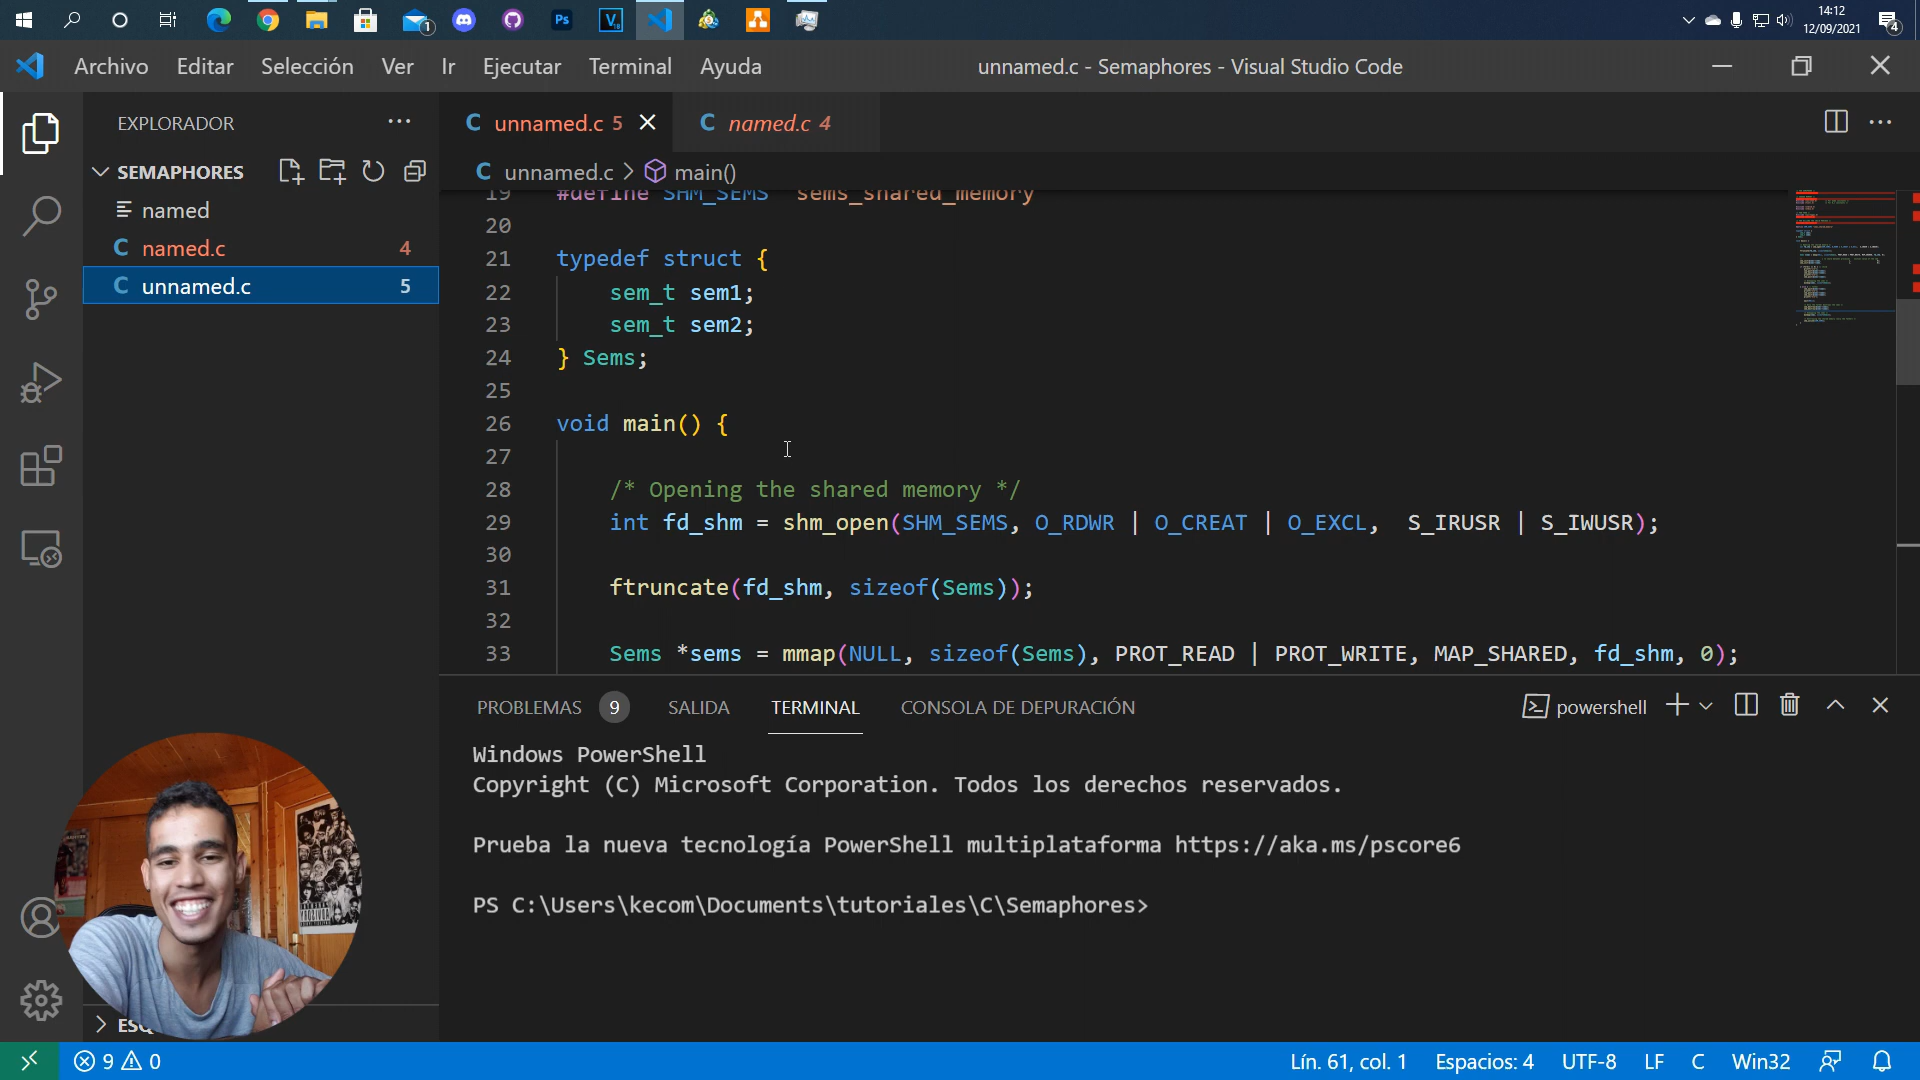 14:12
12/09/2021
1
4
Ps
Archivo Editar Selección Ver Ir Ejecutar Terminal Ayuda
unnamed.c - Semaphores - Visual Studio Code
EXPLORADOR
SEMAPHORES
named
C named.c 4
C unnamed.c 5
C unnamed.c 5
C named.c 4
C unnamed.c > main()
19 #define SHM_SEMS "sems_shared_memory
20
21 typedef struct {
22 sem_t sem1;
23 sem_t sem2;
24 } Sems;
25
26 void main() {
27
28 /* Opening the shared memory */
29 int fd_shm = shm_open(SHM_SEMS, O_RDWR | O_CREAT | O_EXCL,  S_IRUSR | S_IWUSR);
30
31 ftruncate(fd_shm, sizeof(Sems));
32
33 Sems *sems = mmap(NULL, sizeof(Sems), PROT_READ | PROT_WRITE, MAP_SHARED, fd_shm, 0);
PROBLEMAS 9 SALIDA TERMINAL CONSOLA DE DEPURACIÓN
powershell
Windows PowerShell
Copyright (C) Microsoft Corporation. Todos los derechos reservados.
Prueba la nueva tecnología PowerShell multiplataforma https://aka.ms/pscore6
PS C:\Users\kecom\Documents\tutoriales\C\Semaphores>
9 0
Lín. 61, col. 1 Espacios: 4 UTF-8 LF C Win32